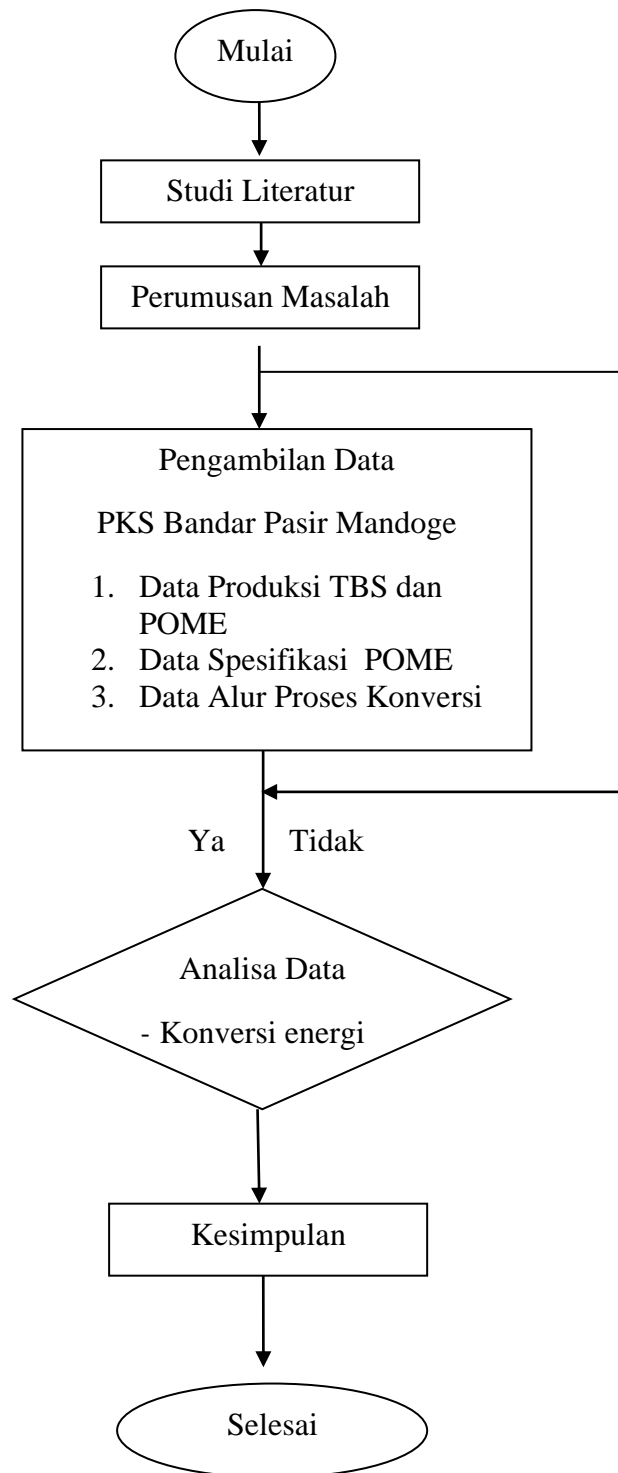 Mulai
Studi Literatur
Perumusan Masalah
Pengambilan Data
PKS Bandar Pasir Mandoge
1. Data Produksi TBS dan
POME
2. Data Spesifikasi POME
3. Data Alur Proses Konversi
Ya Tidak
Analisa Data
- Konversi energi
Kesimpulan
Selesai